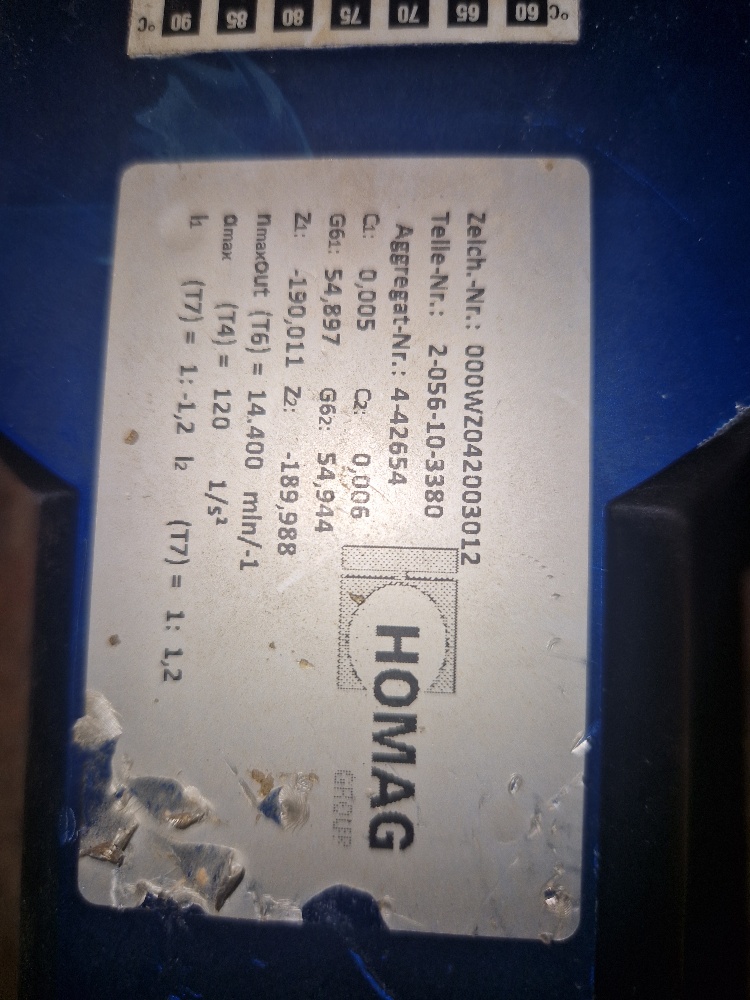 °C 90 85 80 75 70 65 60 °C
Zeich.-Nr.: 000WZ042003012
Teile-Nr.: 2-056-10-3380
Aggregat-Nr.: 4-42654
C1: 0,005 C2: 0,006
G61: 54,897 G62: 54,944
Z1: -190,011 Z2: -189,988
nmaxout (T6) = 14.400 min/-1
αmax (T4) = 120 1/s²
i1 (T7) = 1: -1,2 i2 (T7) = 1: 1,2
HOMAG
GROUP